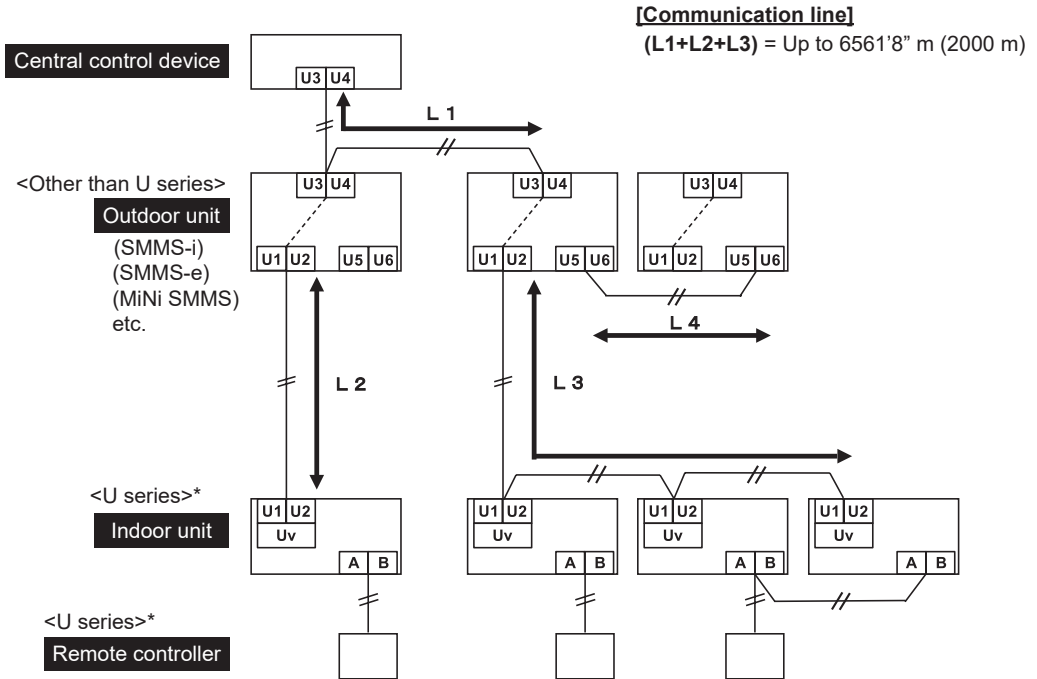 [Communication line]
(L1+L2+L3) = Up to 6561'8" m (2000 m)
Central control device
U3 U4
L 1
<Other than U series>
Outdoor unit
(SMMS-i)
(SMMS-e)
(MiNi SMMS)
etc.
U3 U4
U3 U4
U3 U4
U1 U2
U5 U6
U1 U2
U5 U6
U1 U2
U5 U6
L 4
L 2
L 3
<U series>*
Indoor unit
U1 U2
Uv
A B
U1 U2
Uv
A B
U1 U2
Uv
A B
U1 U2
Uv
A B
<U series>*
Remote controller